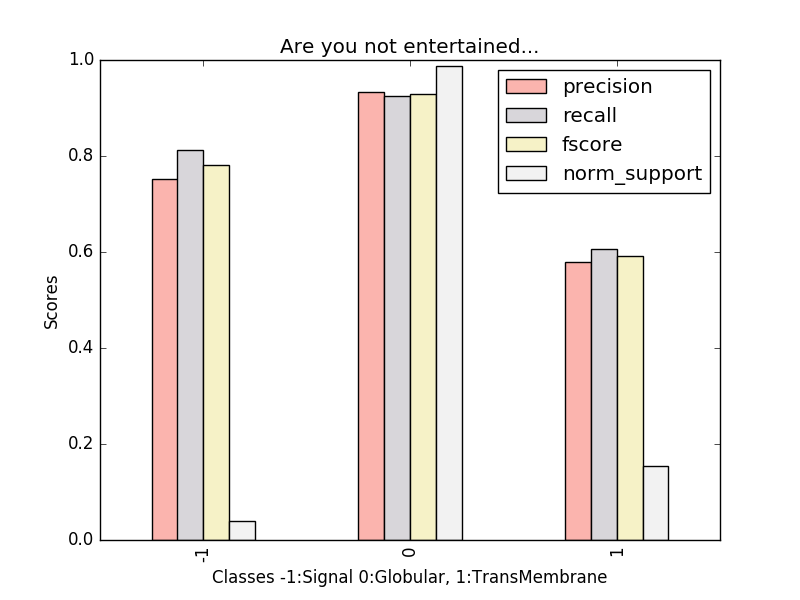 Are you not entertained...
precision
recall
fscore
norm_support
1.0
0.8
0.6
0.4
0.2
0.0
Scores
-1
0
1
Classes -1:Signal 0:Globular, 1:TransMembrane